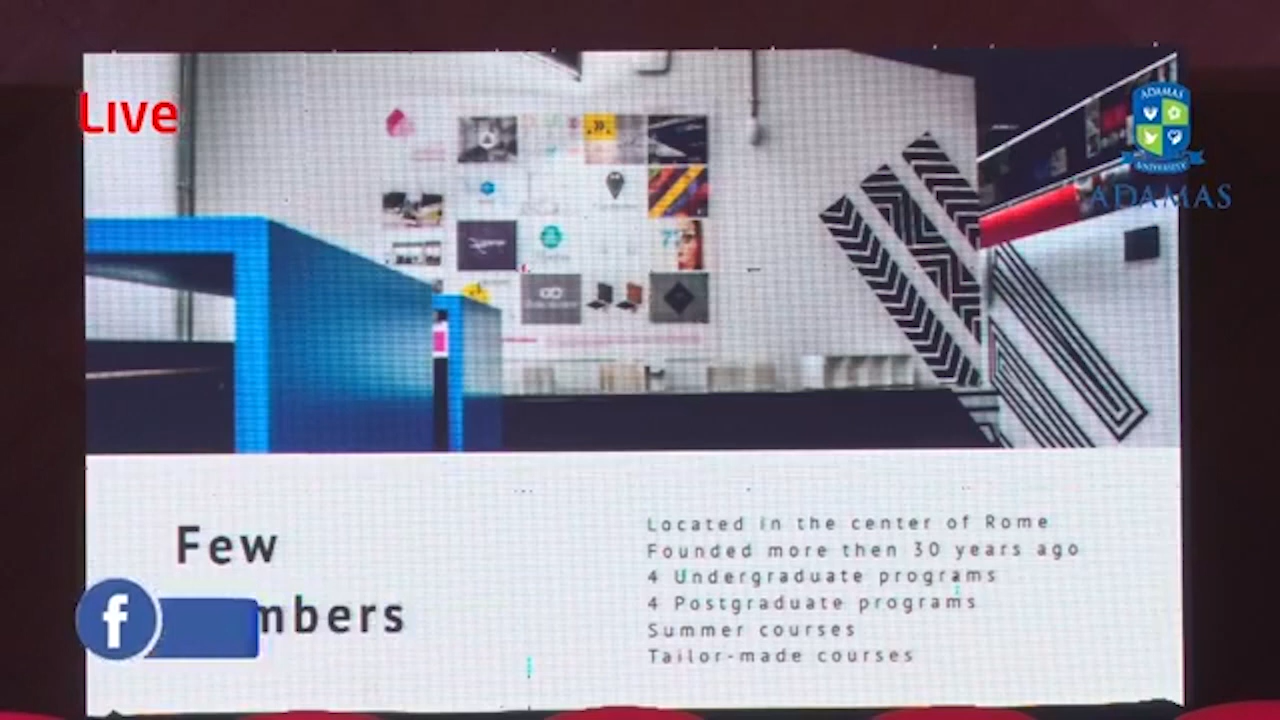 Live
ADAMAS
UNIVERSITY
ADAMAS
Few
mbers
Located in the center of Rome
Founded more then 30 years ago
4 Undergraduate programs
4 Postgraduate programs
Summer courses
Tailor-made courses
f